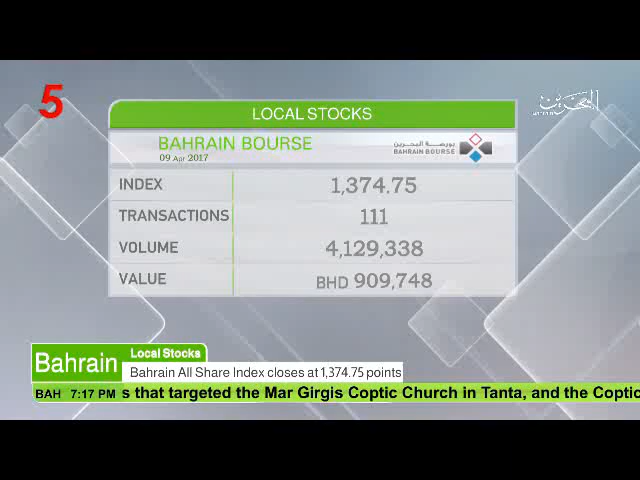 5
البحرين
LOCAL STOCKS
BAHRAIN BOURSE
09 Apr 2017
بورصة البحرين
BAHRAIN BOURSE
INDEX 1,374.75
TRANSACTIONS 111
VOLUME 4,129,338
VALUE BHD 909,748
Local Stocks
Bahrain
Bahrain All Share Index closes at 1,374.75 points
BAH 7:17 PM s that targeted the Mar Girgis Coptic Church in Tanta, and the Coptic